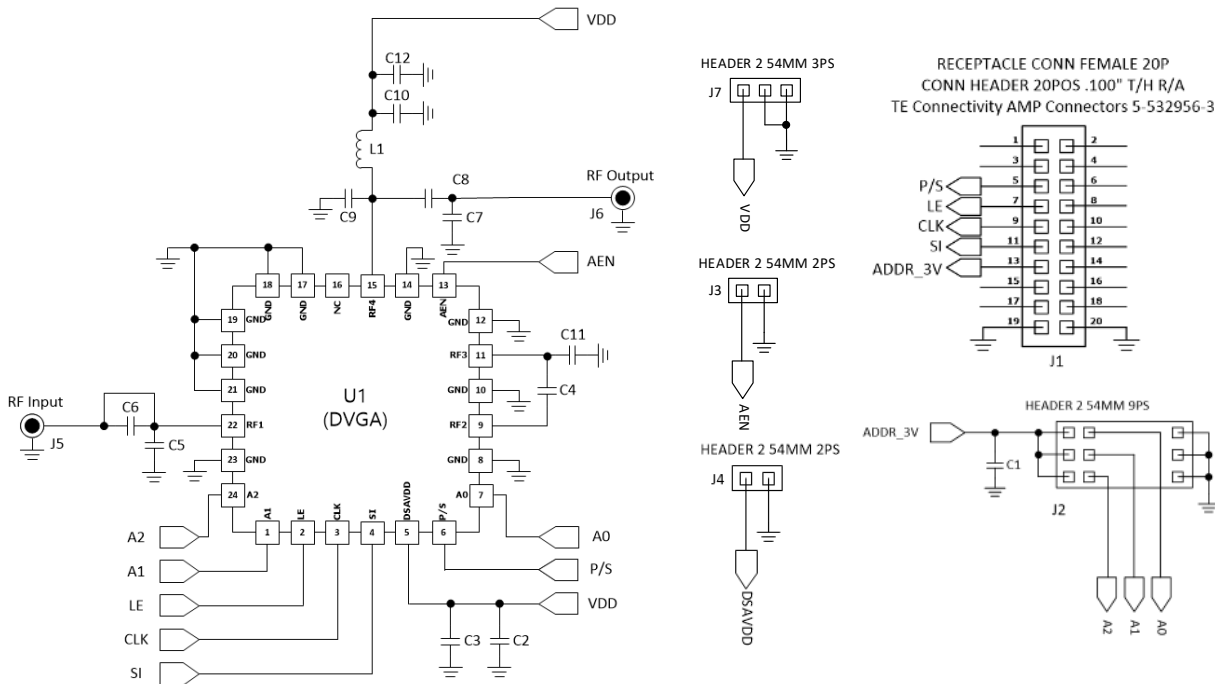 VDD
C12
C10
L1
C8
RF Output
C9
C7
J6
AEN
18
17
16
15
14
13
GND
GND
NC
RF4
GND
AEN
19
GND
20
GND
21
GND
22
RF1
23
GND
24
A2
GND
12
RF3
11
GND
10
RF2
9
GND
8
A0
7
C11
C4
U1
(DVGA)
RF Input
C6
J5
C5
A1
LE
CLK
SI
DSAVDD
P/S
1
2
3
4
5
6
A2
A1
LE
CLK
SI
A0
P/S
VDD
C3
C2
HEADER 2 54MM 3PS
J7
VDD
HEADER 2 54MM 2PS
J3
AEN
HEADER 2 54MM 2PS
J4
DSAVDD
RECEPTACLE CONN FEMALE 20P
CONN HEADER 20POS .100" T/H R/A
TE Connectivity AMP Connectors 5-532956-3
1
2
3
4
P/S
5
6
LE
7
8
CLK
9
10
SI
11
12
ADDR_3V
13
14
15
16
17
18
19
20
J1
HEADER 2 54MM 9PS
ADDR_3V
C1
J2
A2
A1
A0